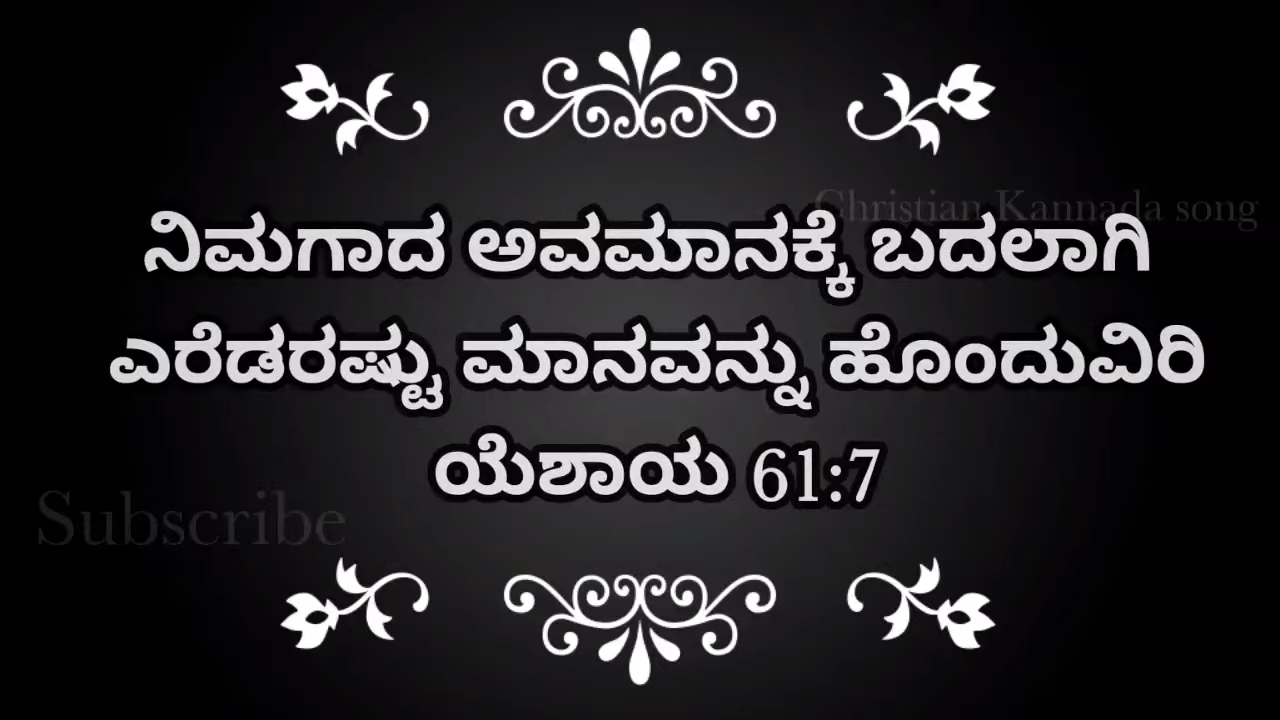 Christian Kannada song
ನಿಮಗಾದ ಅವಮಾನಕ್ಕೆ ಬದಲಾಗಿ
ಎರೆಡರಷ್ಟು ಮಾನವನ್ನು ಹೊಂದುವಿರಿ
ಯೆಶಾಯ 61:7
Subscribe